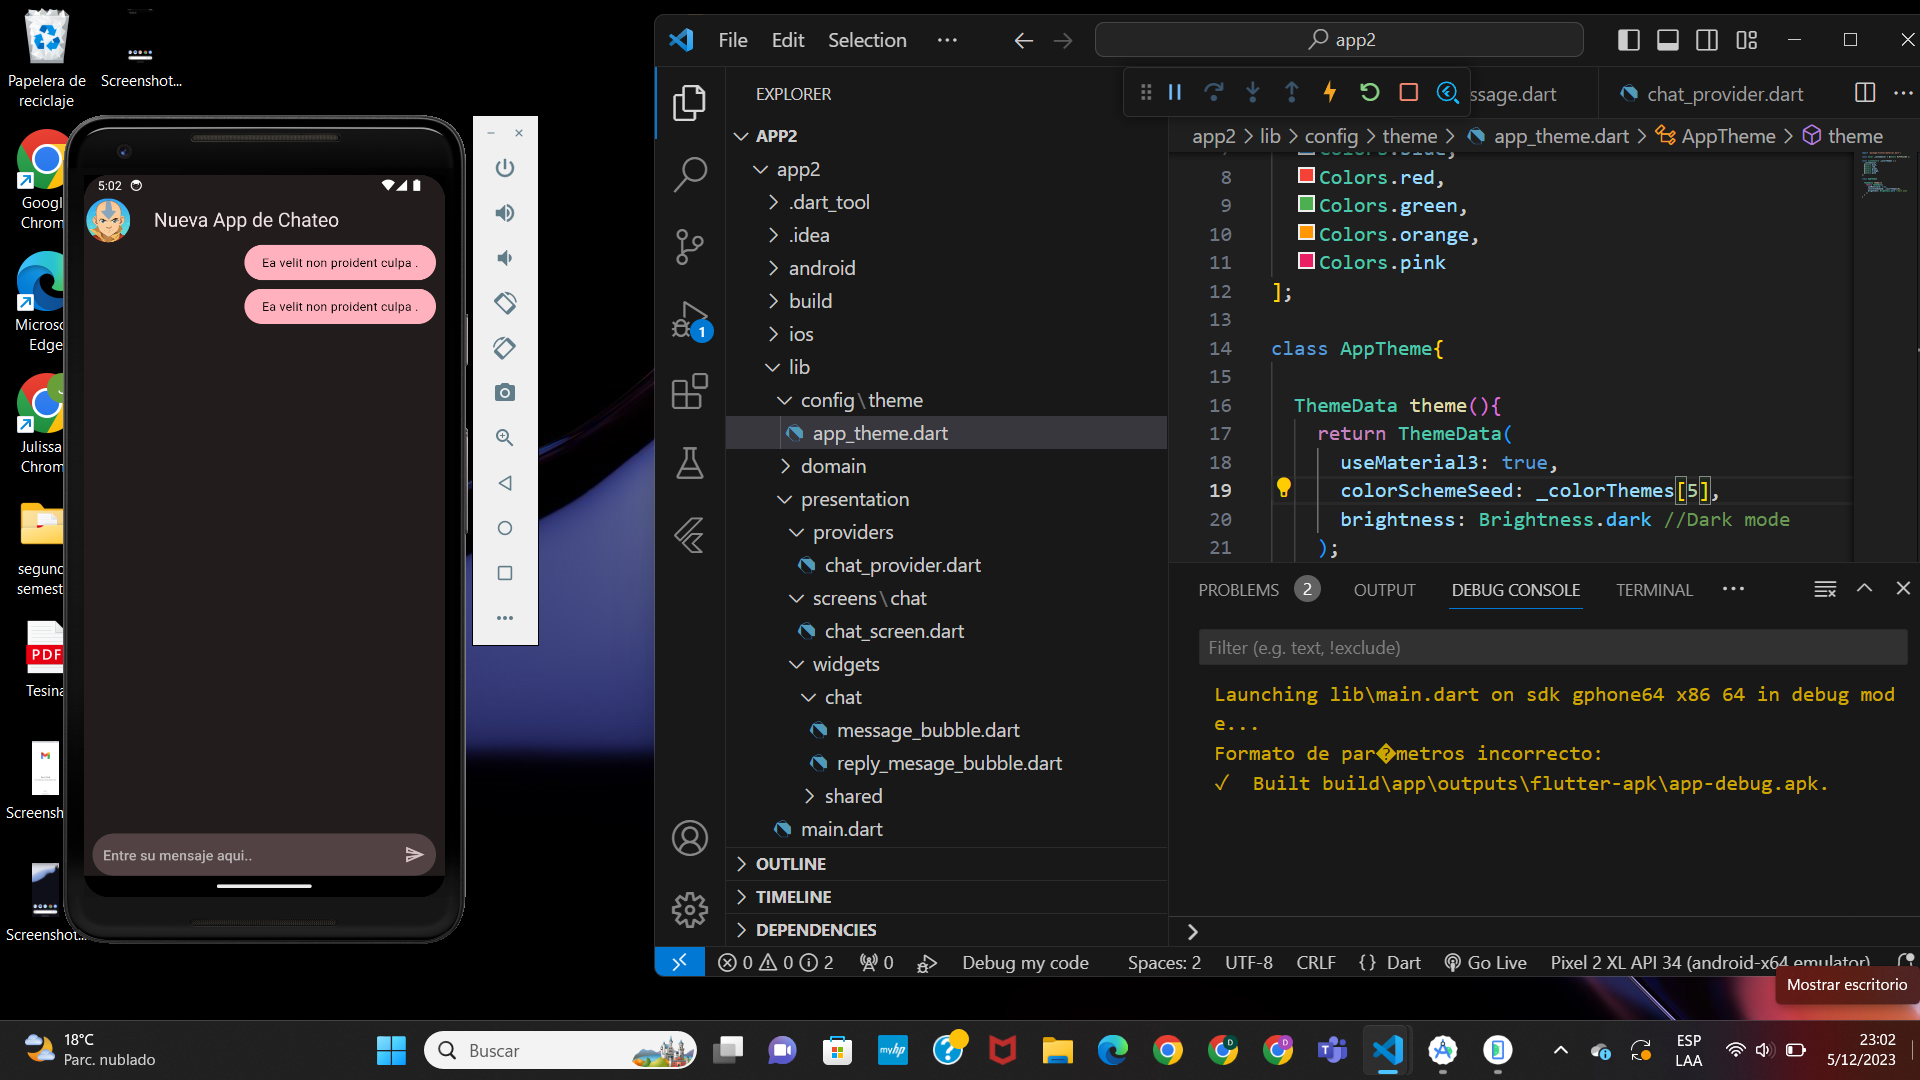 Papelera de
reciclaje
Screenshot...
Googl
Chrom
Microso
Edge
Julissa
Chrom
segund
semest
PDF
Tesina
Screensh
Screenshot...
5:02
Nueva App de Chateo
Ea velit non proident culpa .
Ea velit non proident culpa .
Entre su mensaje aqui..
File Edit Selection ···
app2
EXPLORER
APP2
app2
.dart_tool
.idea
android
build
ios
lib
config\theme
app_theme.dart
domain
presentation
providers
chat_provider.dart
screens\chat
chat_screen.dart
widgets
chat
message_bubble.dart
reply_mesage_bubble.dart
shared
main.dart
OUTLINE
TIMELINE
DEPENDENCIES
1
ssage.dart
chat_provider.dart
app2 > lib > config > theme > app_theme.dart > AppTheme > theme
8 Colors.red,
9 Colors.green,
10 Colors.orange,
11 Colors.pink
12 ];
13
14 class AppTheme{
15
16 ThemeData theme(){
17 return ThemeData(
18 useMaterial3: true,
19 colorSchemeSeed: _colorThemes[5],
20 brightness: Brightness.dark //Dark mode
21 );
PROBLEMS 2 OUTPUT DEBUG CONSOLE TERMINAL ···
Filter (e.g. text, !exclude)
Launching lib\main.dart on sdk gphone64 x86 64 in debug mod
e...
Formato de par�metros incorrecto:
✓ Built build\app\outputs\flutter-apk\app-debug.apk.
0 0 2 0 Debug my code Spaces: 2 UTF-8 CRLF {} Dart Go Live Pixel 2 XL API 34 (android-x64 emulator)
Mostrar escritorio
18°C
Parc. nublado
Buscar
myhp
ESP
LAA
23:02
5/12/2023